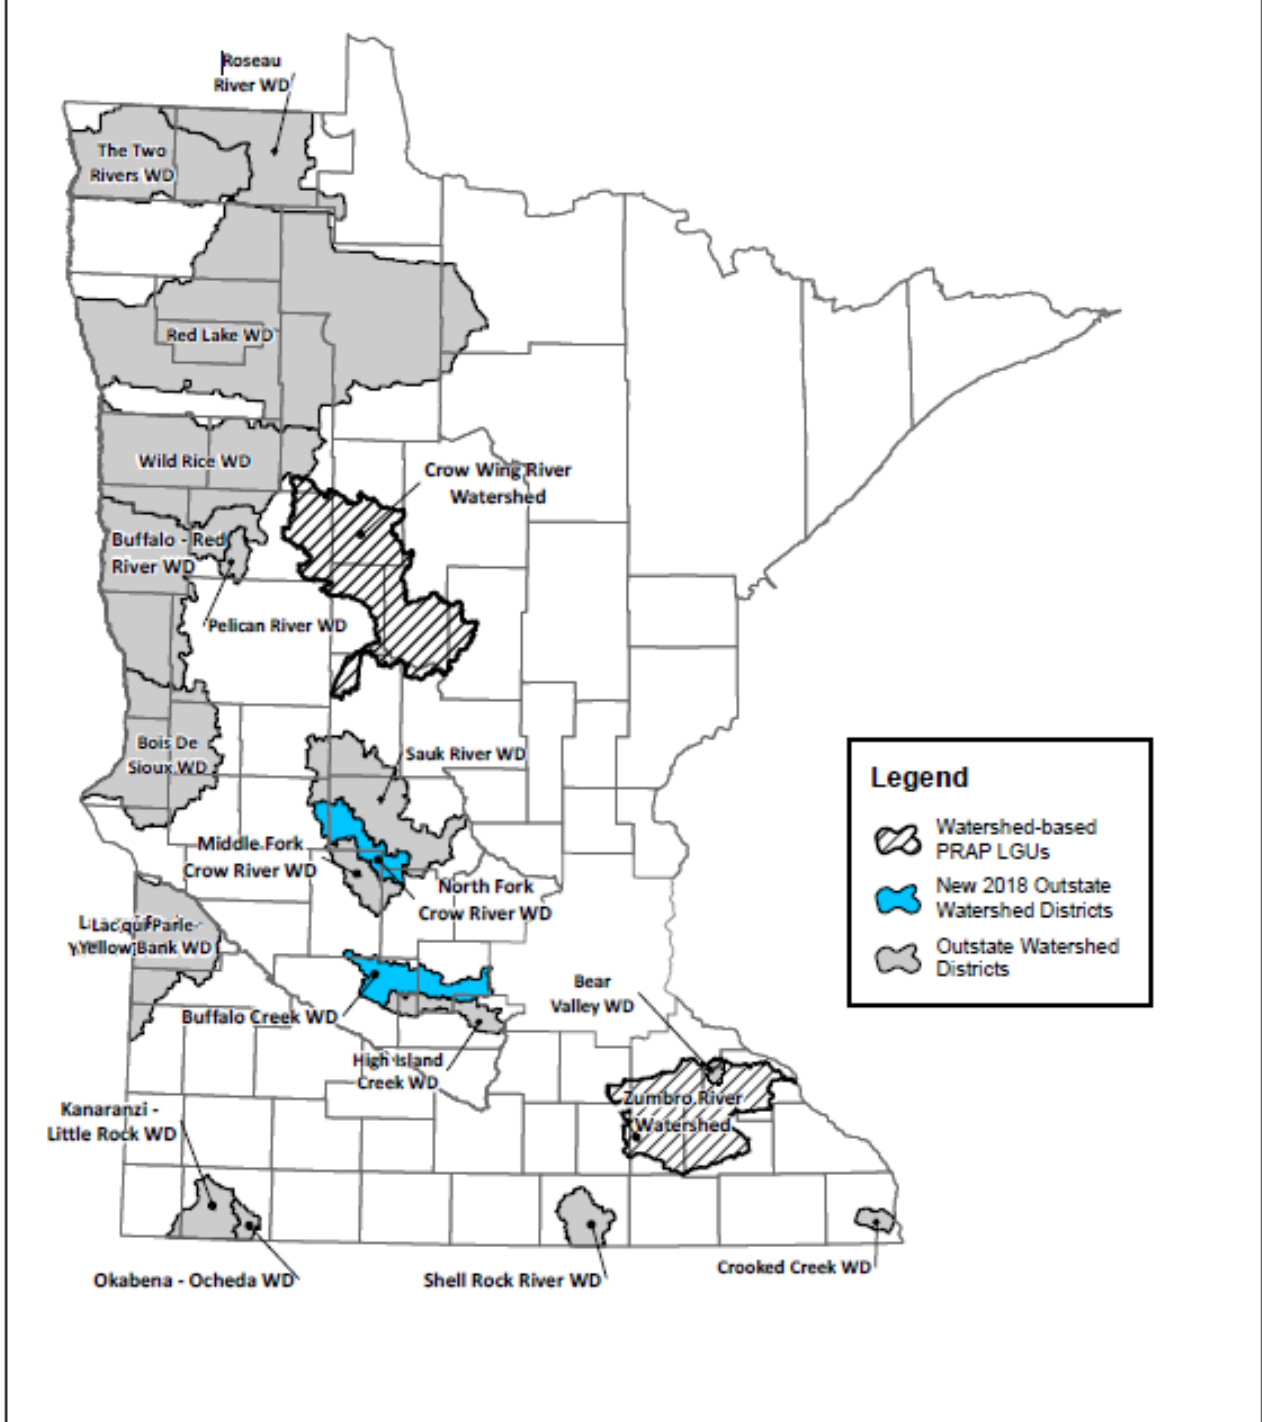 Roseau
River WD
The Two
Rivers WD
Red Lake WD
Wild Rice WD
Crow Wing River
Watershed
Buffalo - Red
River WD
Pelican River WD
Bois De
Sioux WD
Sauk River WD
Middle Fork
Crow River WD
North Fork
Crow River WD
Lac qui Parle-
Yellow Bank WD
Buffalo Creek WD
High Island
Creek WD
Bear
Valley WD
Zumbro River
Watershed
Kanaranzi -
Little Rock WD
Okabena - Ocheda WD
Shell Rock River WD
Crooked Creek WD
Legend
Watershed-based
PRAP LGUs
New 2018 Outstate
Watershed Districts
Outstate Watershed
Districts